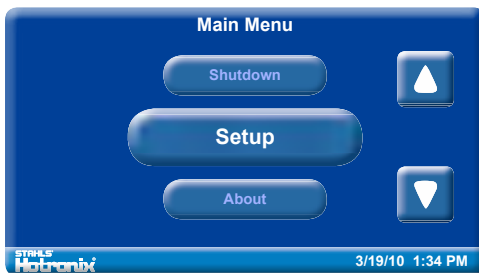 Main Menu
Shutdown
Setup
About
STAHLS'
Hotronix
3/19/10 1:34 PM